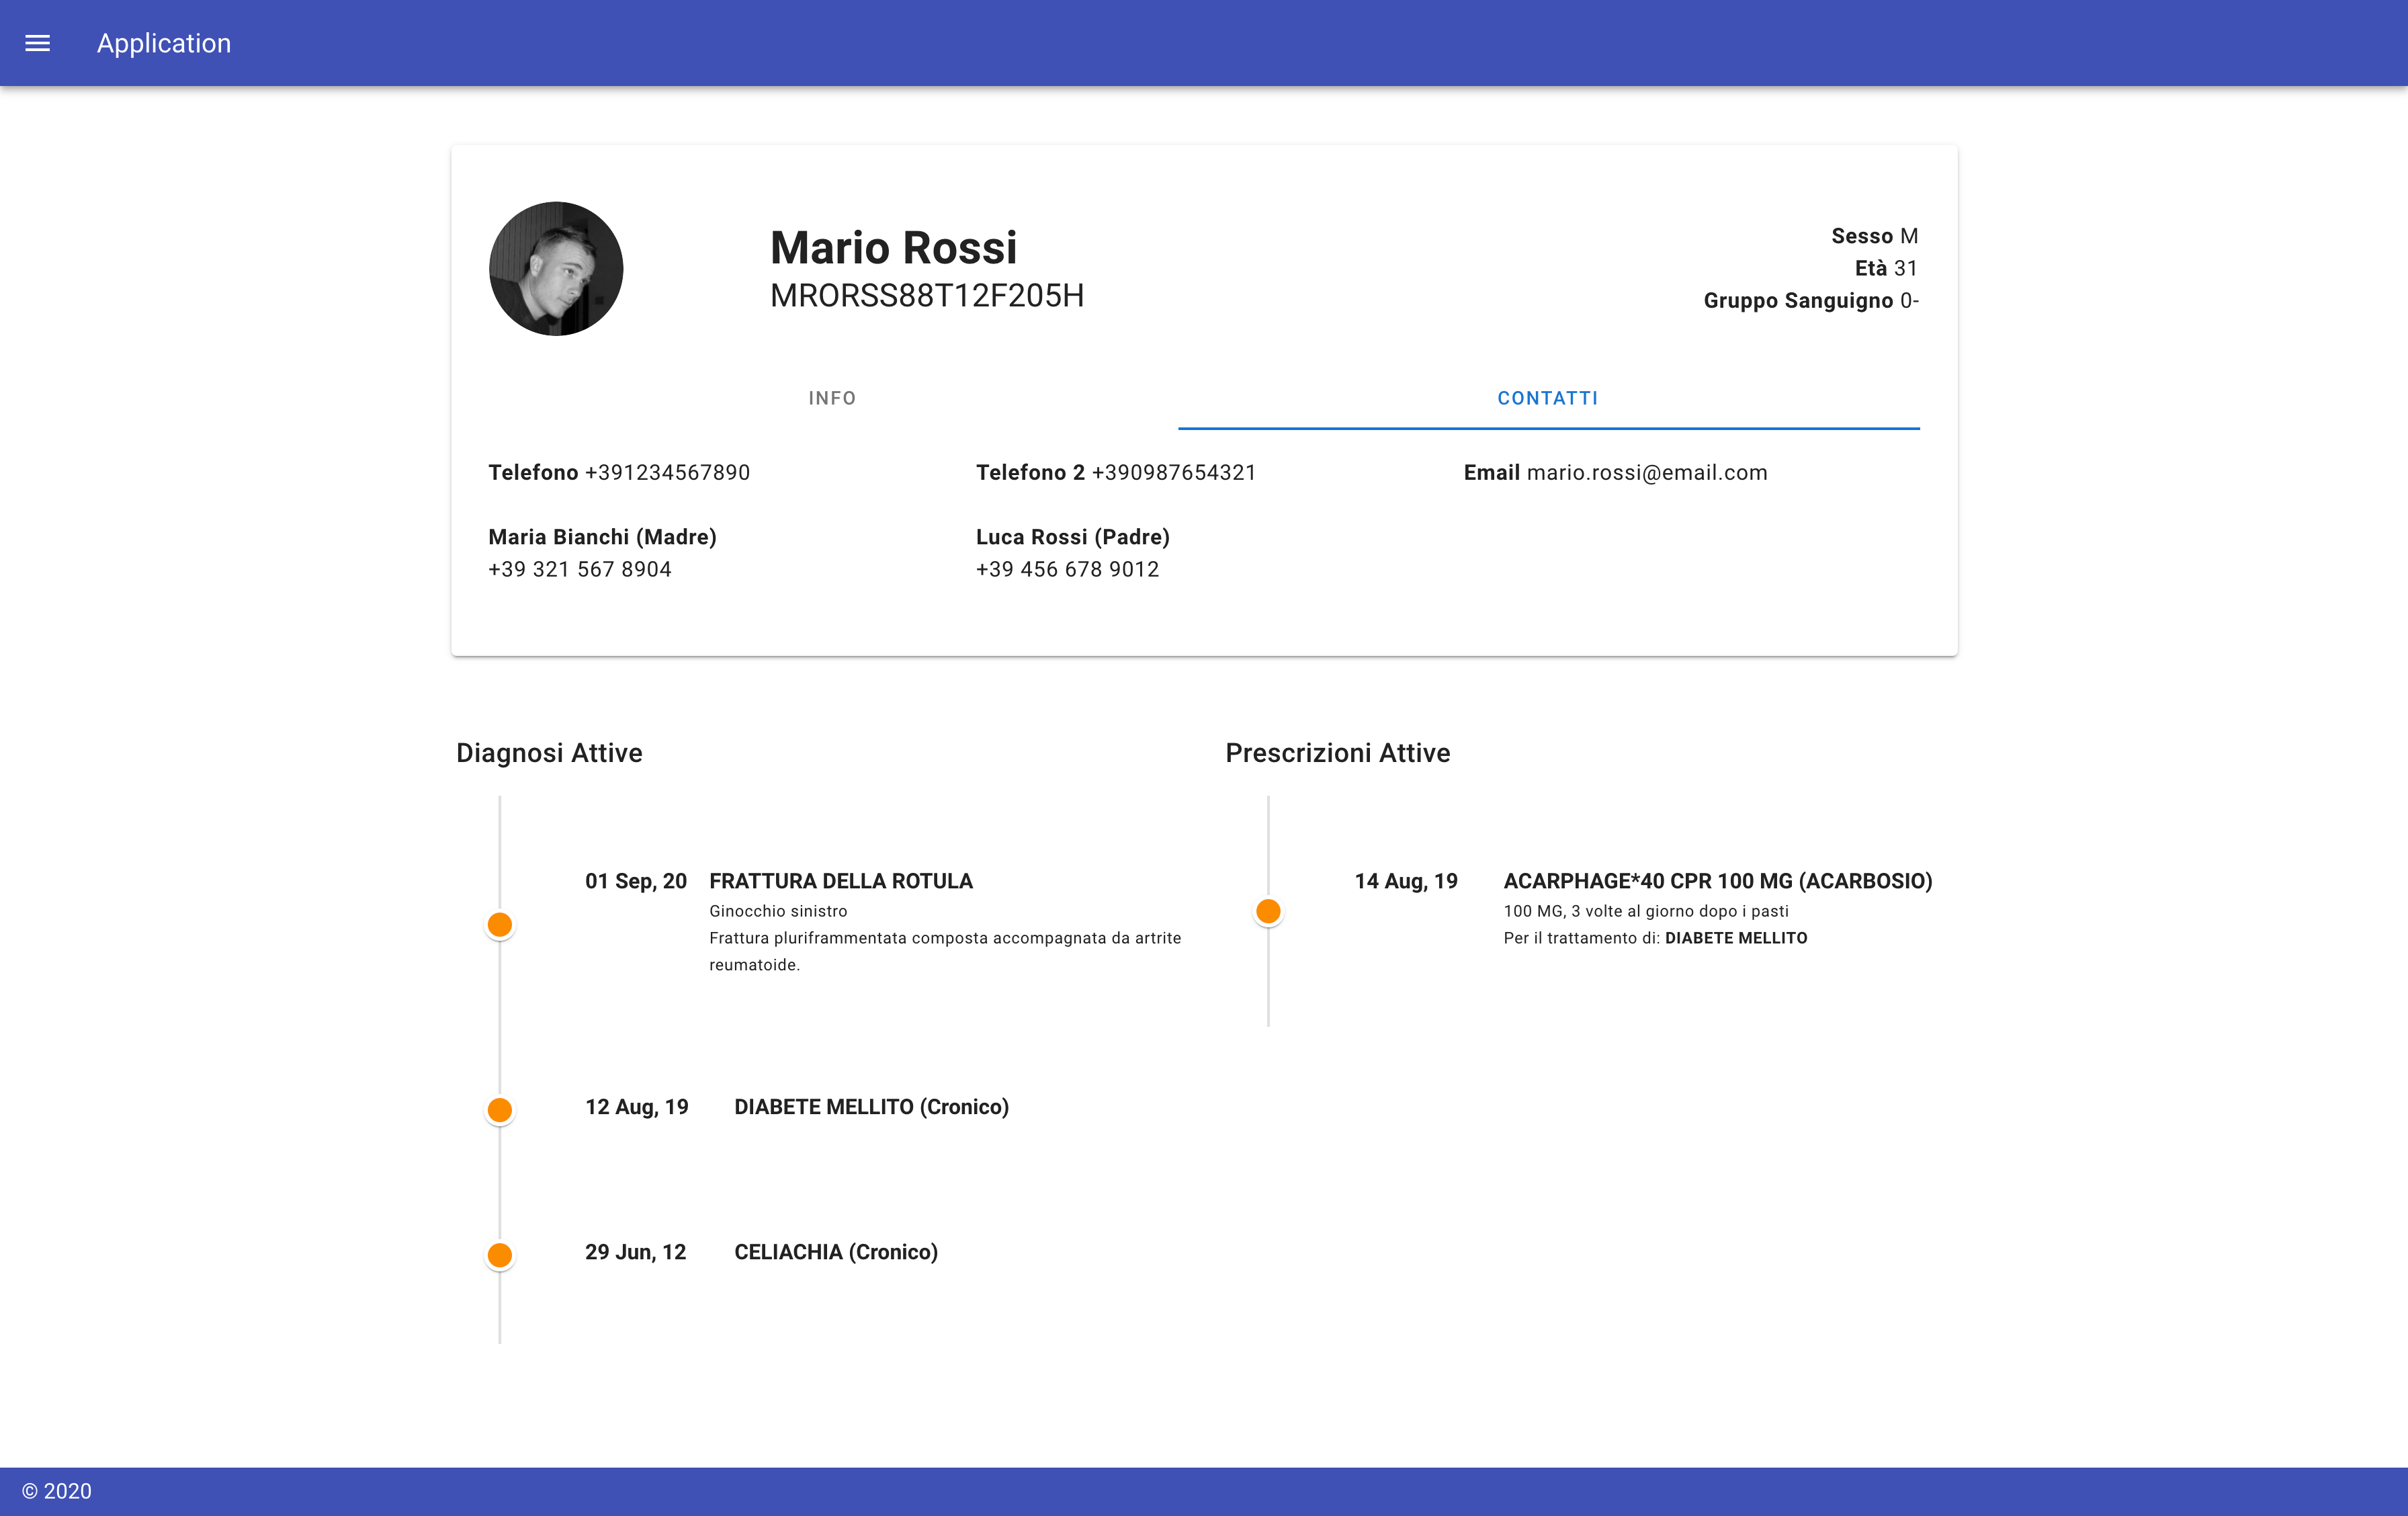 Application
Mario Rossi
MRORSS88T12F205H
Sesso M
Età 31
Gruppo Sanguigno 0-
INFO
CONTATTI
Telefono +391234567890
Telefono 2 +390987654321
Email mario.rossi@email.com
Maria Bianchi (Madre)
+39 321 567 8904
Luca Rossi (Padre)
+39 456 678 9012
Diagnosi Attive
01 Sep, 20
FRATTURA DELLA ROTULA
Ginocchio sinistro
Frattura pluriframmentata composta accompagnata da artrite
reumatoide.
12 Aug, 19
DIABETE MELLITO (Cronico)
29 Jun, 12
CELIACHIA (Cronico)
Prescrizioni Attive
14 Aug, 19
ACARPHAGE*40 CPR 100 MG (ACARBOSIO)
100 MG, 3 volte al giorno dopo i pasti
Per il trattamento di: DIABETE MELLITO
© 2020